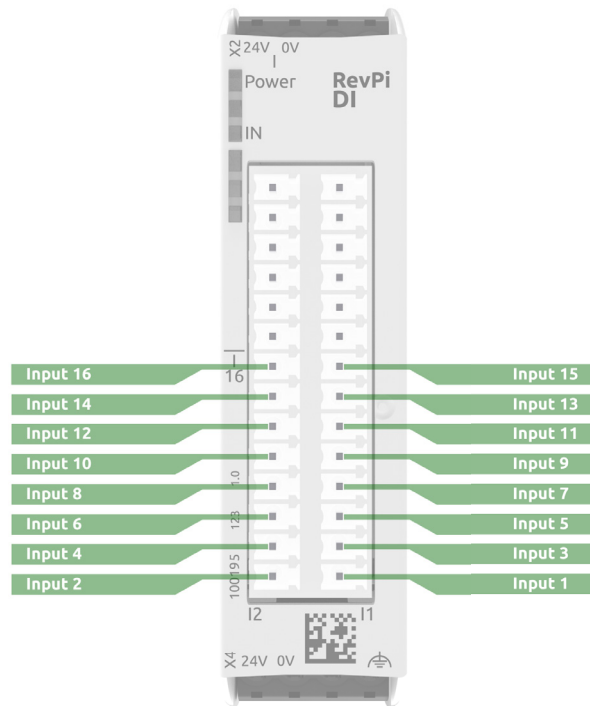 X2 24V 0V
Power
RevPi
DI
IN
16
Input 16
Input 15
Input 14
Input 13
Input 12
Input 11
Input 10
Input 9
Input 8
Input 7
Input 6
Input 5
Input 4
Input 3
Input 2
Input 1
100195 123 1.0
I2
I1
X4 24V 0V